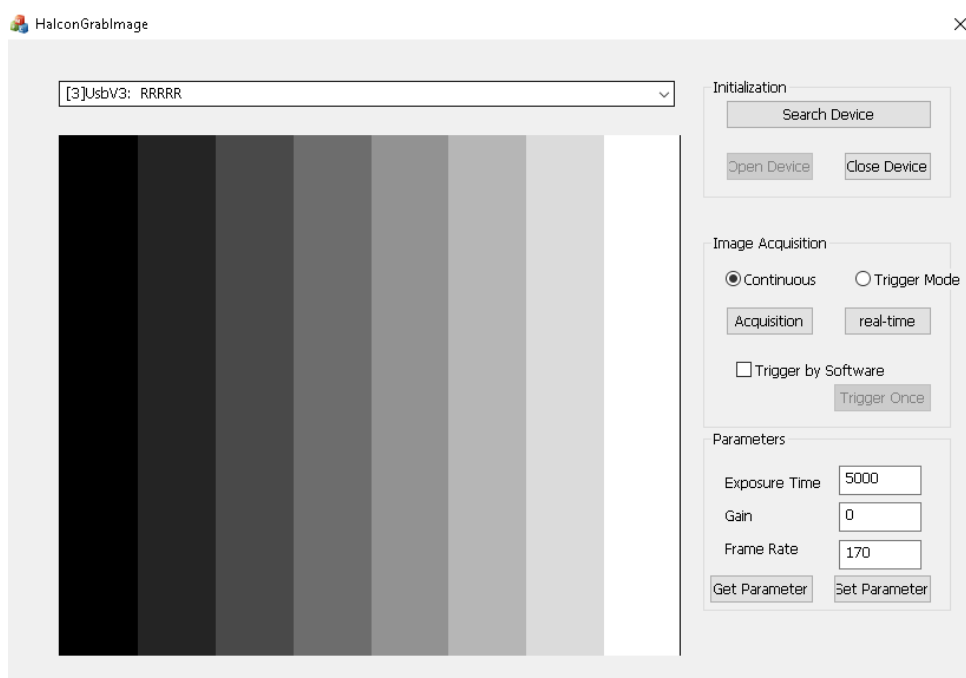 HalconGrabImage
[3]UsbV3: RRRRR
Initialization
Search Device
Open Device
Close Device
Image Acquisition
Continuous
Trigger Mode
Acquisition
real-time
Trigger by Software
Trigger Once
Parameters
Exposure Time
5000
Gain
0
Frame Rate
170
Get Parameter
Set Parameter